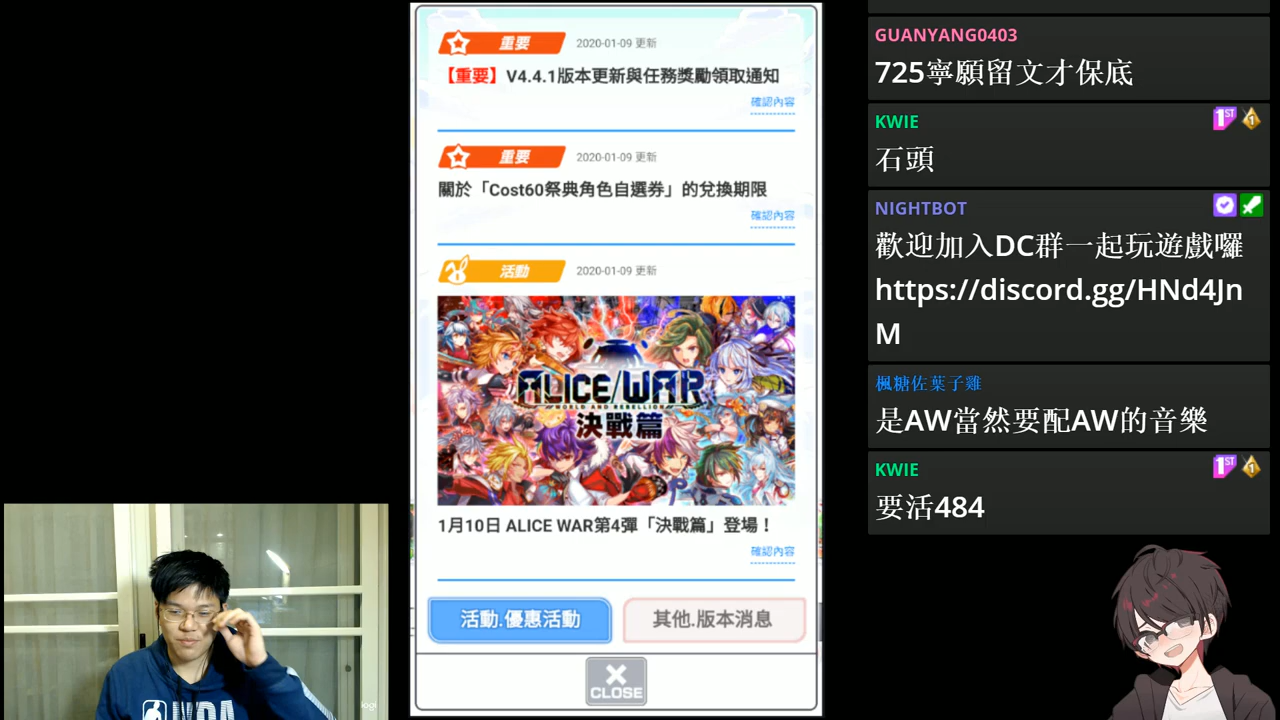 重要 2020-01-09 更新
【重要】V4.4.1版本更新與任務獎勵領取通知
確認內容
重要 2020-01-09 更新
關於「Cost60祭典角色自選券」的兌換期限
確認內容
活動 2020-01-09 更新
ALICE/WAR
WORLD AND REBELLION
決戰篇
1月10日 ALICE WAR第4彈「決戰篇」登場！
確認內容
活動.優惠活動 其他.版本消息
CLOSE
GUANYANG0403
725寧願留文才保底
KWIE 1ST 1
石頭
NIGHTBOT
歡迎加入DC群一起玩遊戲囉
https://discord.gg/HNd4Jn
M
楓糖佐葉子雞
是AW當然要配AW的音樂
KWIE 1ST 1
要活484
logi